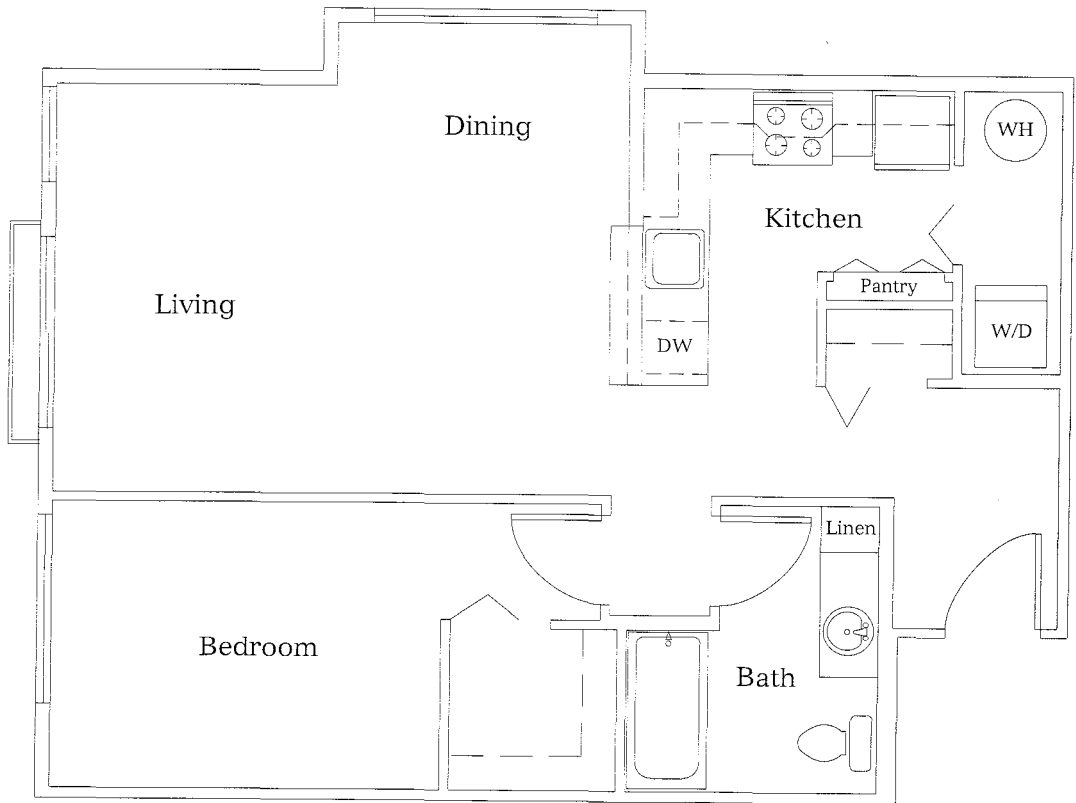 Dining
WH
Kitchen
Living
Pantry
W/D
DW
Linen
Bedroom
Bath